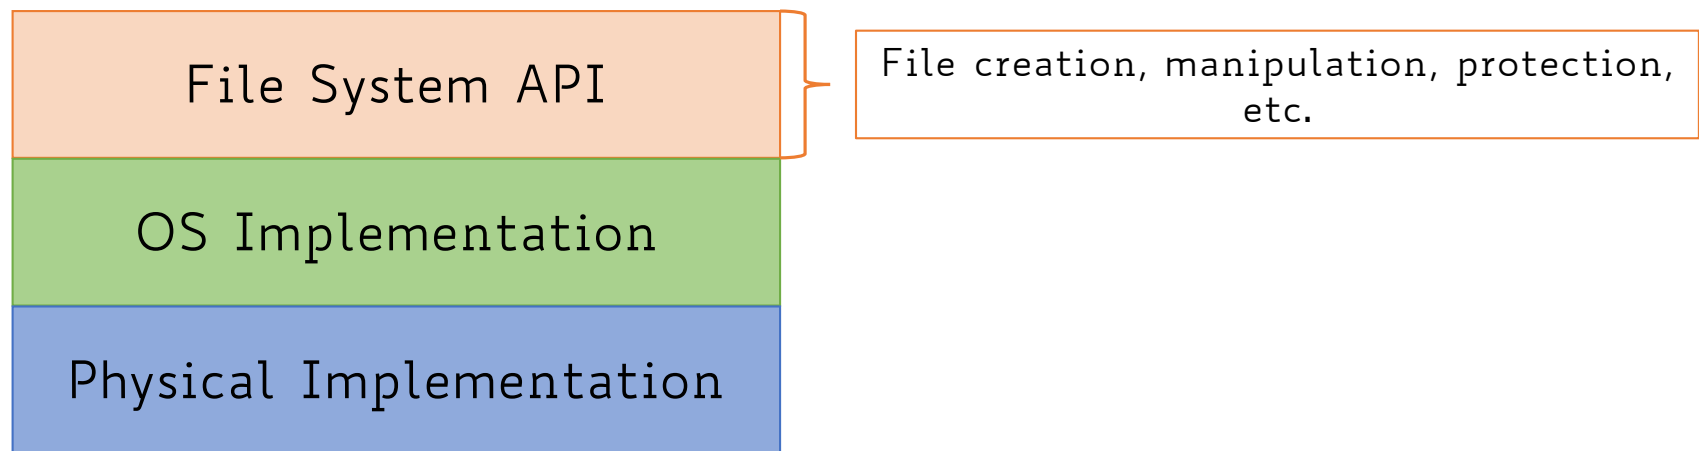 File System API
File creation, manipulation, protection,
etc.
OS Implementation
Physical Implementation